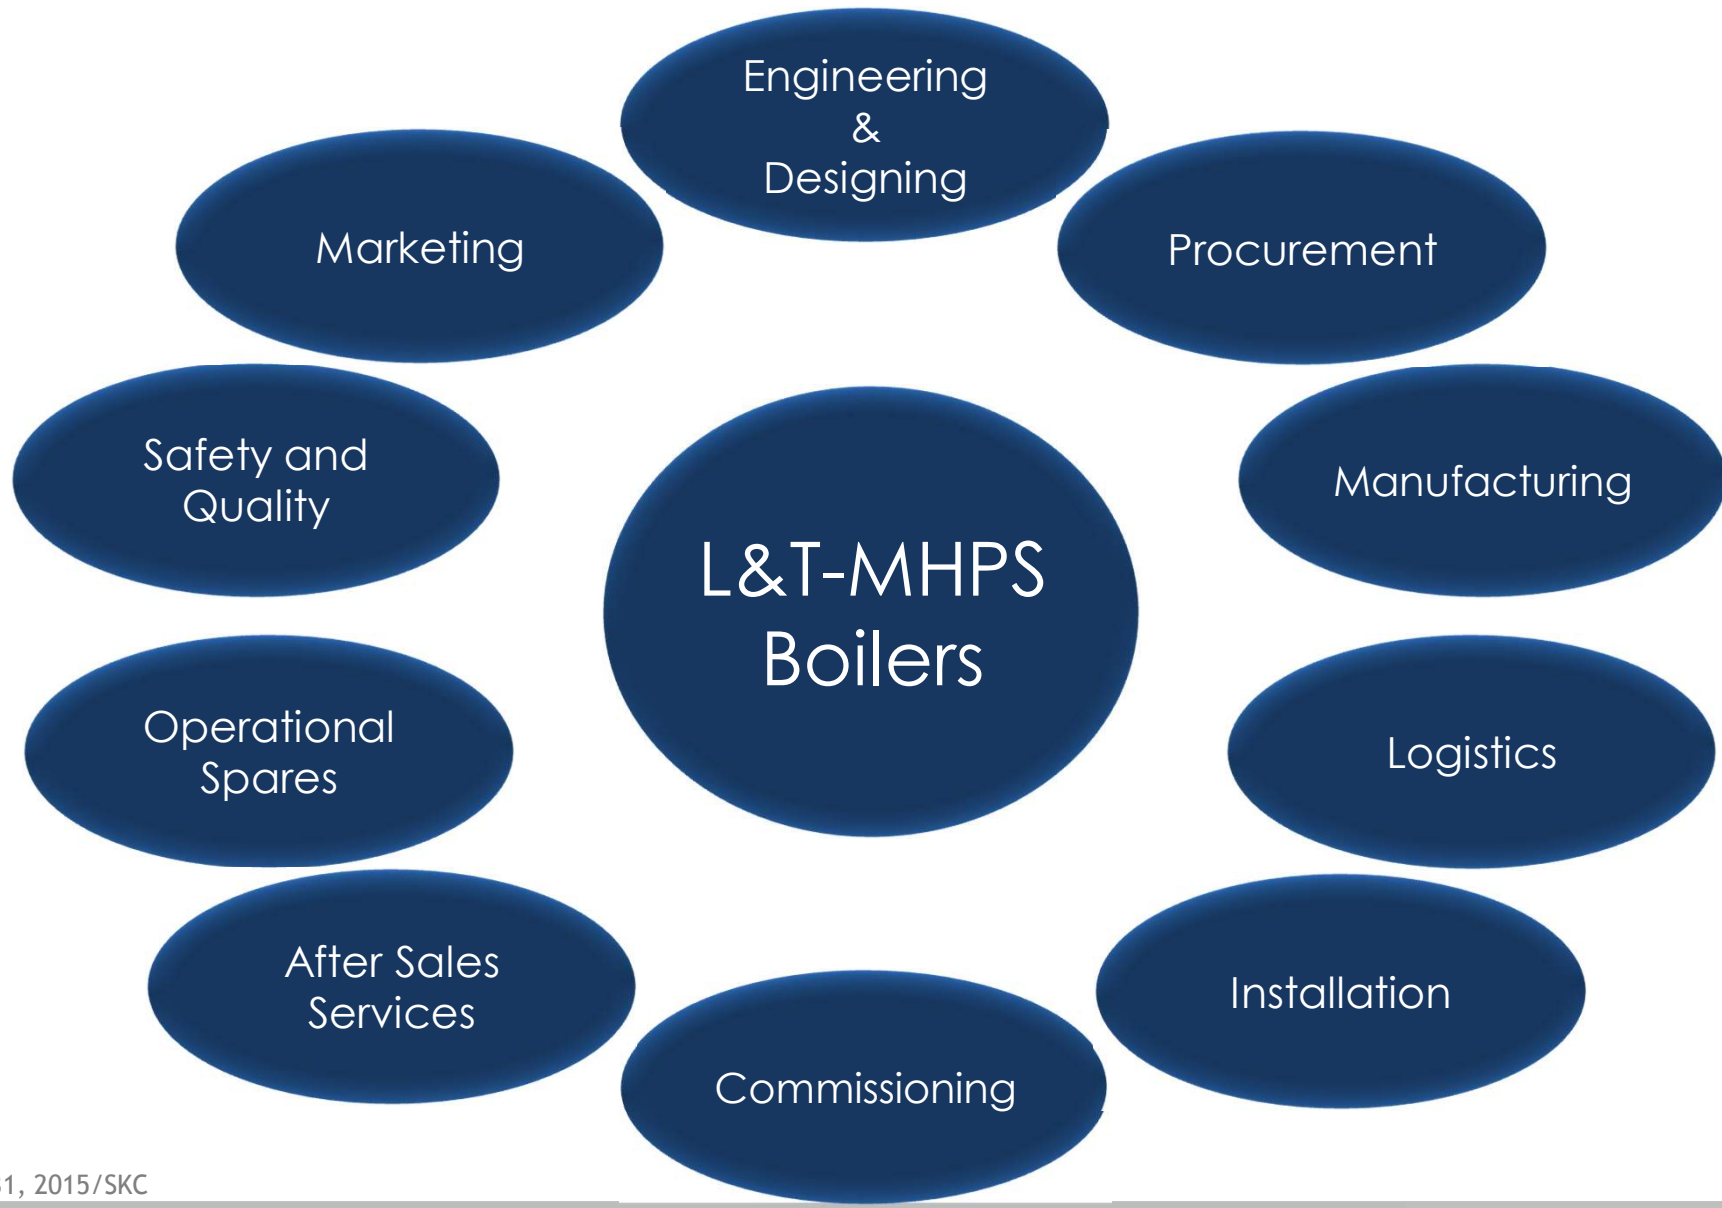 Engineering
&
Designing
Marketing
Procurement
Safety and
Quality
Manufacturing
L&T-MHPS
Boilers
Operational
Spares
Logistics
After Sales
Services
Installation
Commissioning
1, 2015/SKC